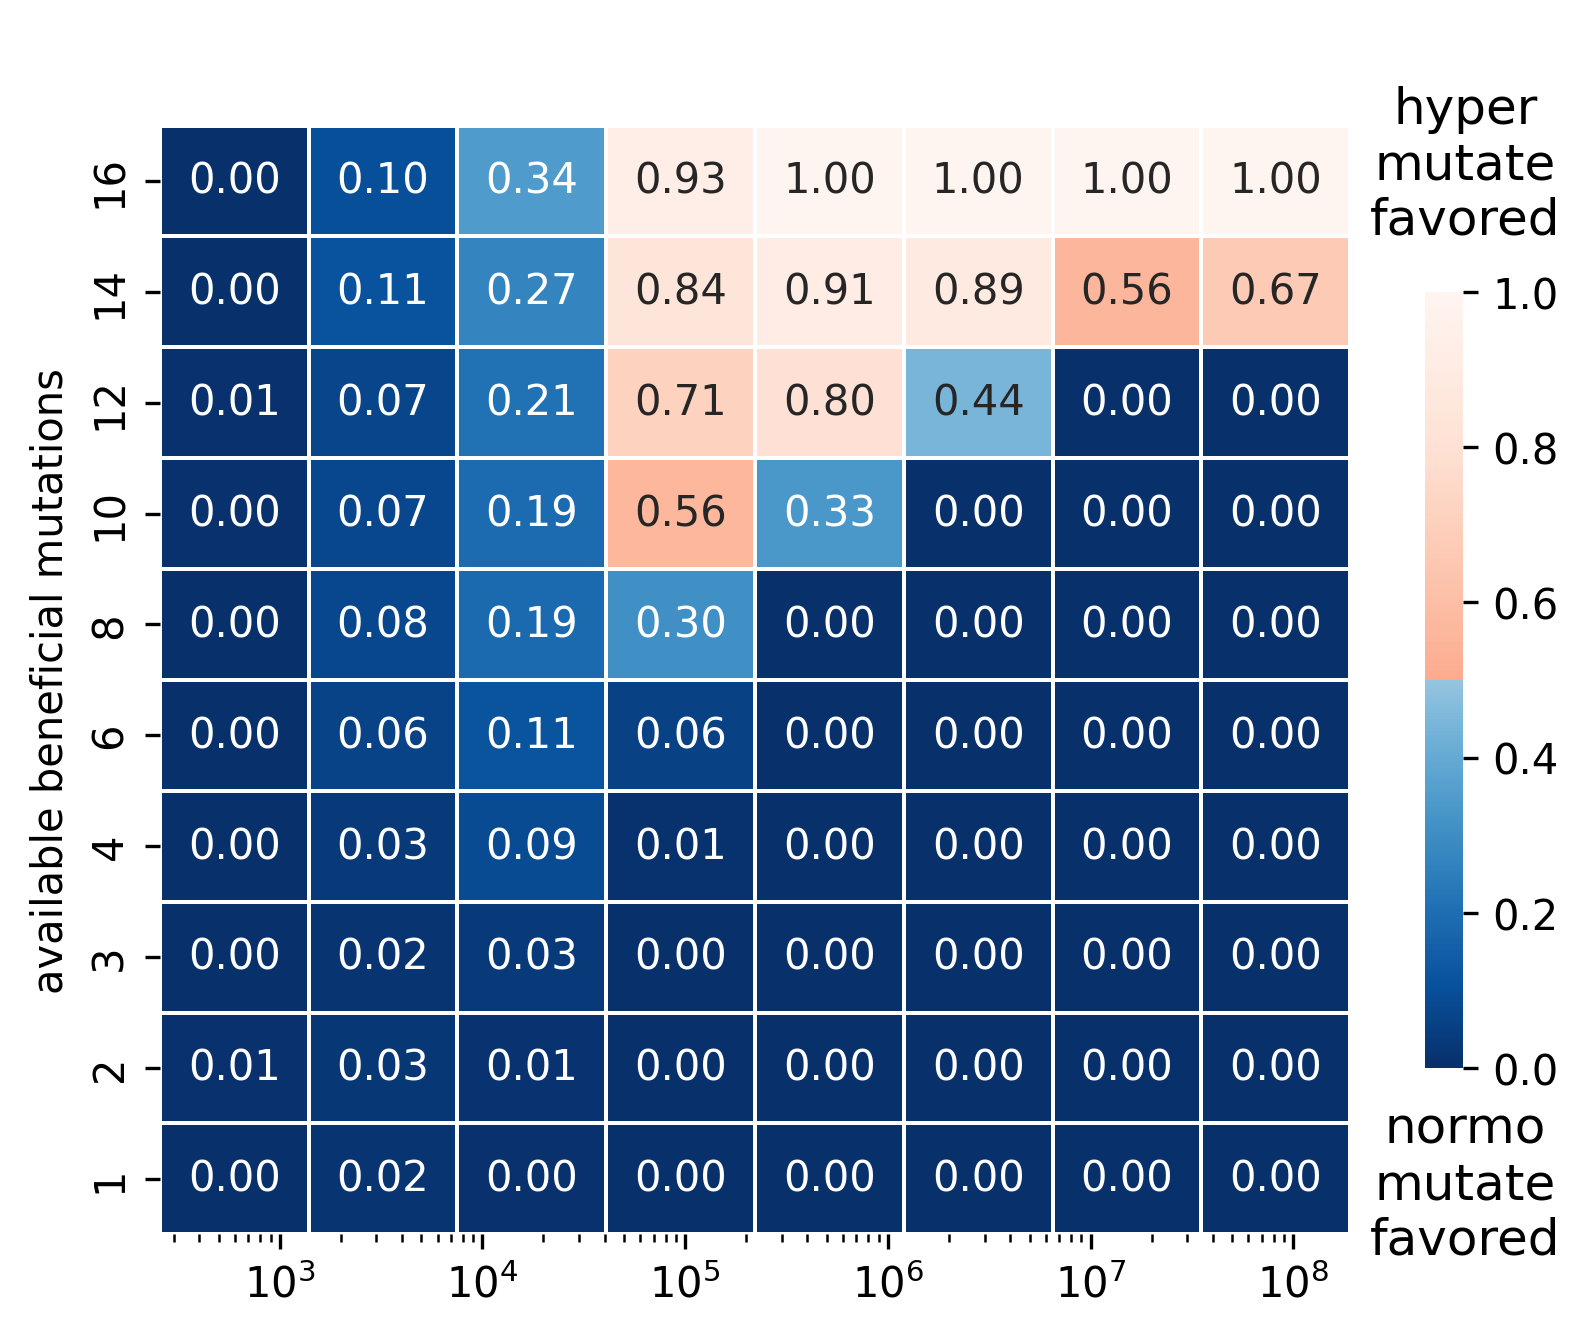 hyper
mutate
favored
16 0.00 0.10 0.34 0.93 1.00 1.00 1.00 1.00
14 0.00 0.11 0.27 0.84 0.91 0.89 0.56 0.67
12 0.01 0.07 0.21 0.71 0.80 0.44 0.00 0.00
10 0.00 0.07 0.19 0.56 0.33 0.00 0.00 0.00
8 0.00 0.08 0.19 0.30 0.00 0.00 0.00 0.00
6 0.00 0.06 0.11 0.06 0.00 0.00 0.00 0.00
4 0.00 0.03 0.09 0.01 0.00 0.00 0.00 0.00
3 0.00 0.02 0.03 0.00 0.00 0.00 0.00 0.00
2 0.01 0.03 0.01 0.00 0.00 0.00 0.00 0.00
1 0.00 0.02 0.00 0.00 0.00 0.00 0.00 0.00
10³ 10⁴ 10⁵ 10⁶ 10⁷ 10⁸
available beneficial mutations
1.0
0.8
0.6
0.4
0.2
0.0
normo
mutate
favored